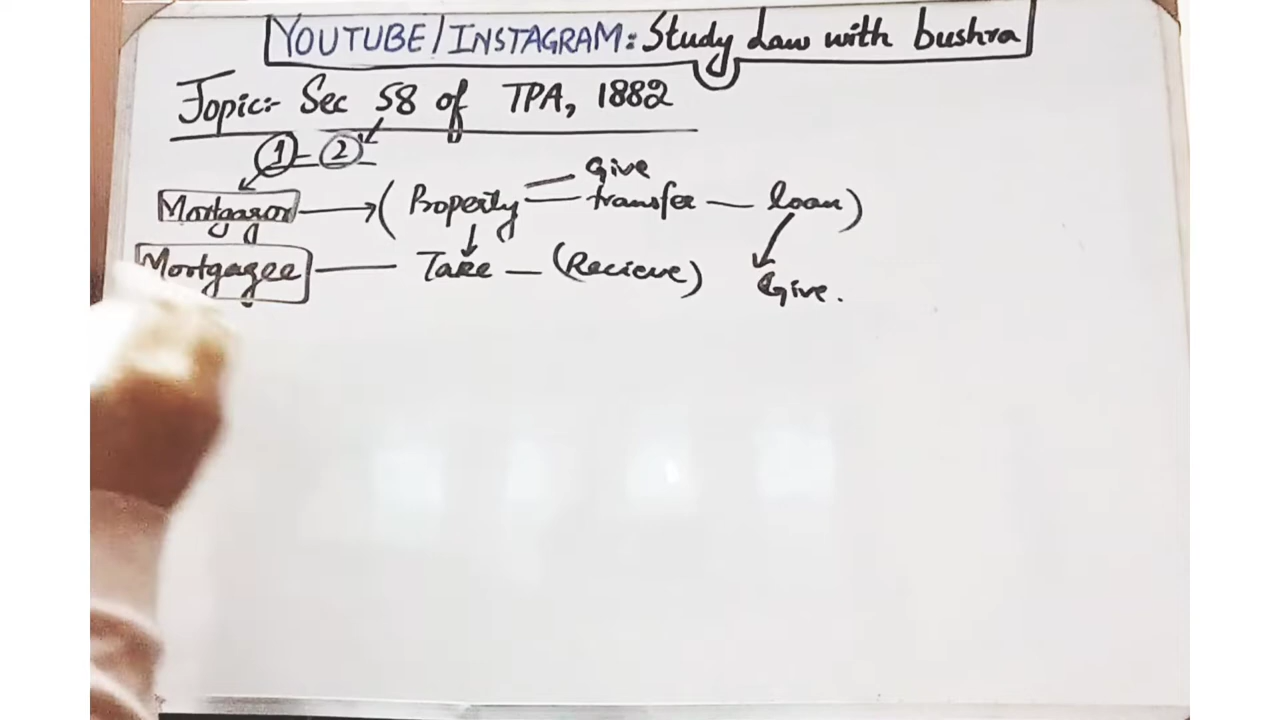 YOUTUBE/INSTAGRAM: Study Law with bushra
Topic:- Sec 58 of TPA, 1882
1 - 2
Give
Mortgagor → ( Property = transfer — loan )
Mortgagee — Take — (Recieve) Give.